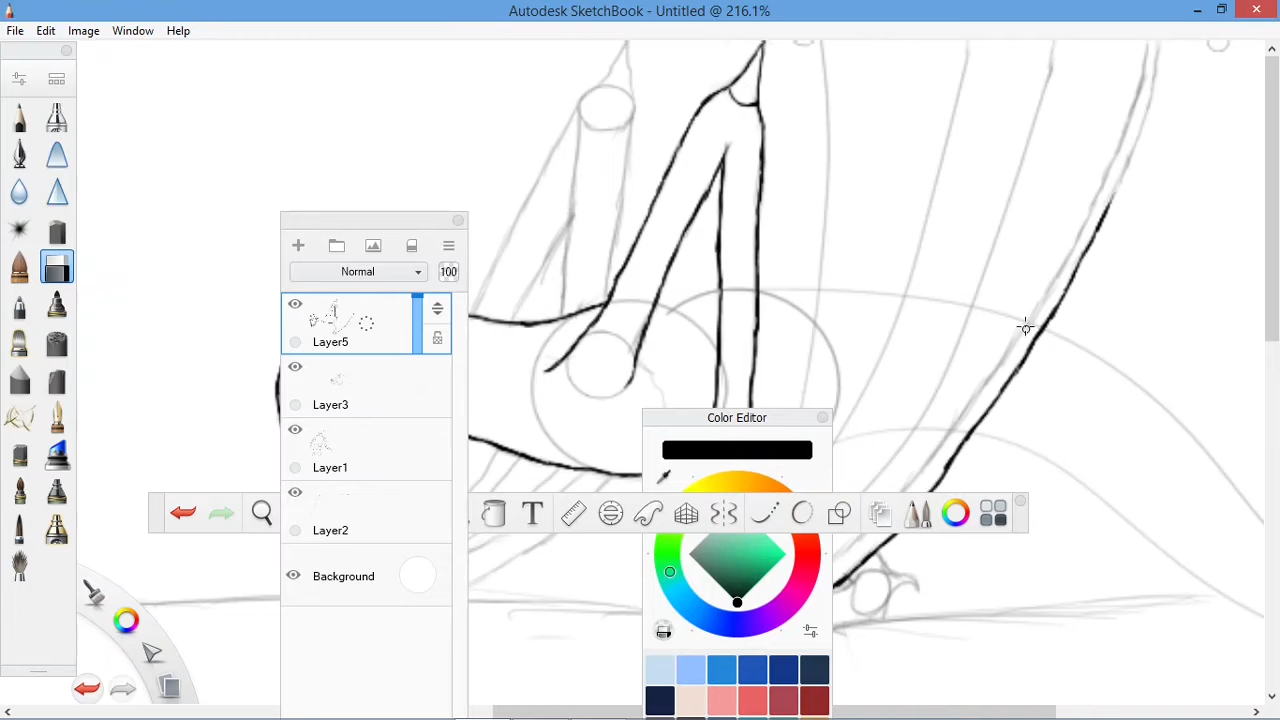 Autodesk SketchBook - Untitled @ 216.1%
File Edit Image Window Help
Normal 100
Layer5
Layer3
Layer1
Layer2
Background
Color Editor
T